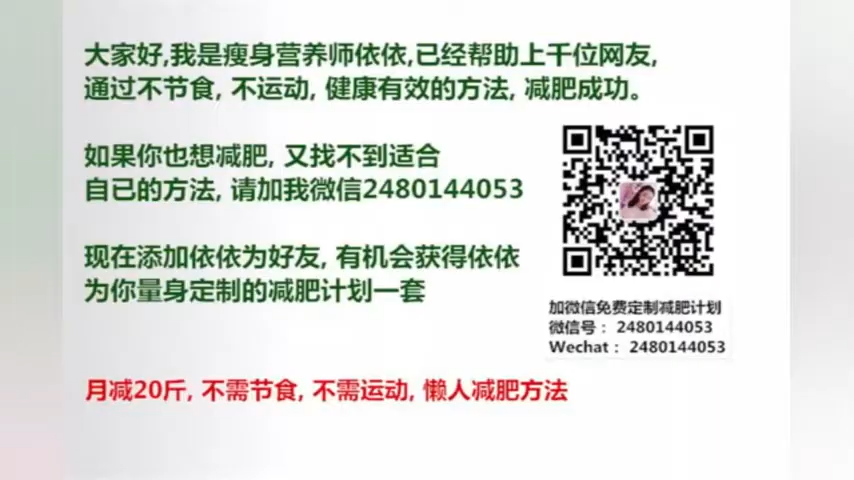 大家好,我是瘦身营养师依依,已经帮助上千位网友,
通过不节食, 不运动, 健康有效的方法, 减肥成功。
如果你也想减肥, 又找不到适合
自已的方法, 请加我微信2480144053
现在添加依依为好友, 有机会获得依依
为你量身定制的减肥计划一套
加微信免费定制减肥计划
微信号： 2480144053
Wechat： 2480144053
月减20斤, 不需节食, 不需运动, 懒人减肥方法